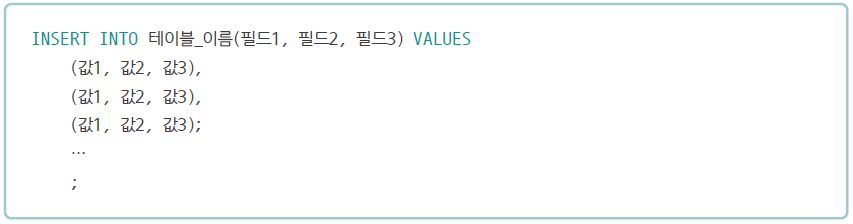 INSERT INTO 테이블_이름(필드1, 필드2, 필드3) VALUES
(값1, 값2, 값3),
(값1, 값2, 값3),
(값1, 값2, 값3);
…
;